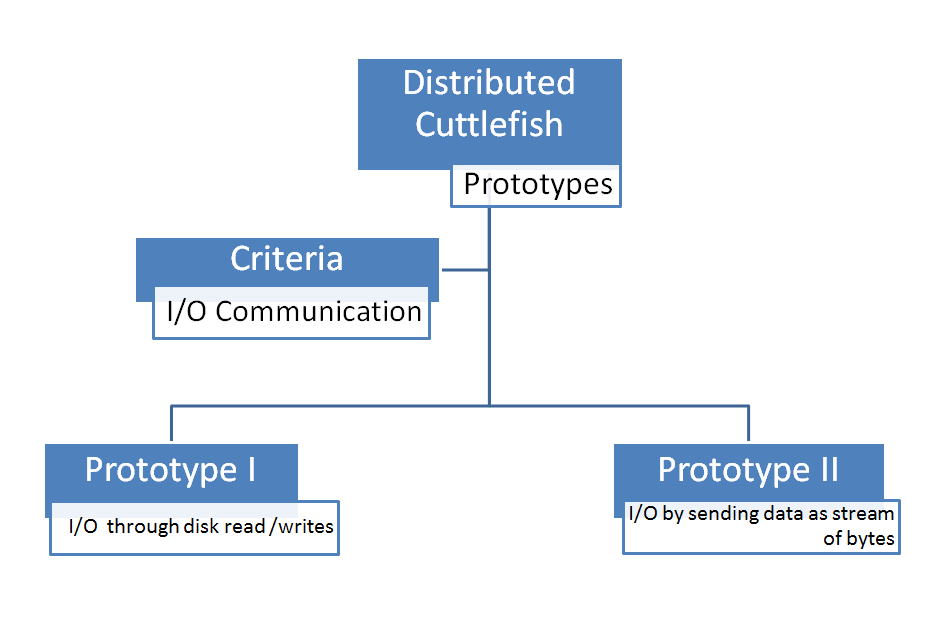 Distributed
Cuttlefish
Prototypes
Criteria
I/O Communication
Prototype I
I/O through disk read /writes
Prototype II
I/O by sending data as stream
of bytes